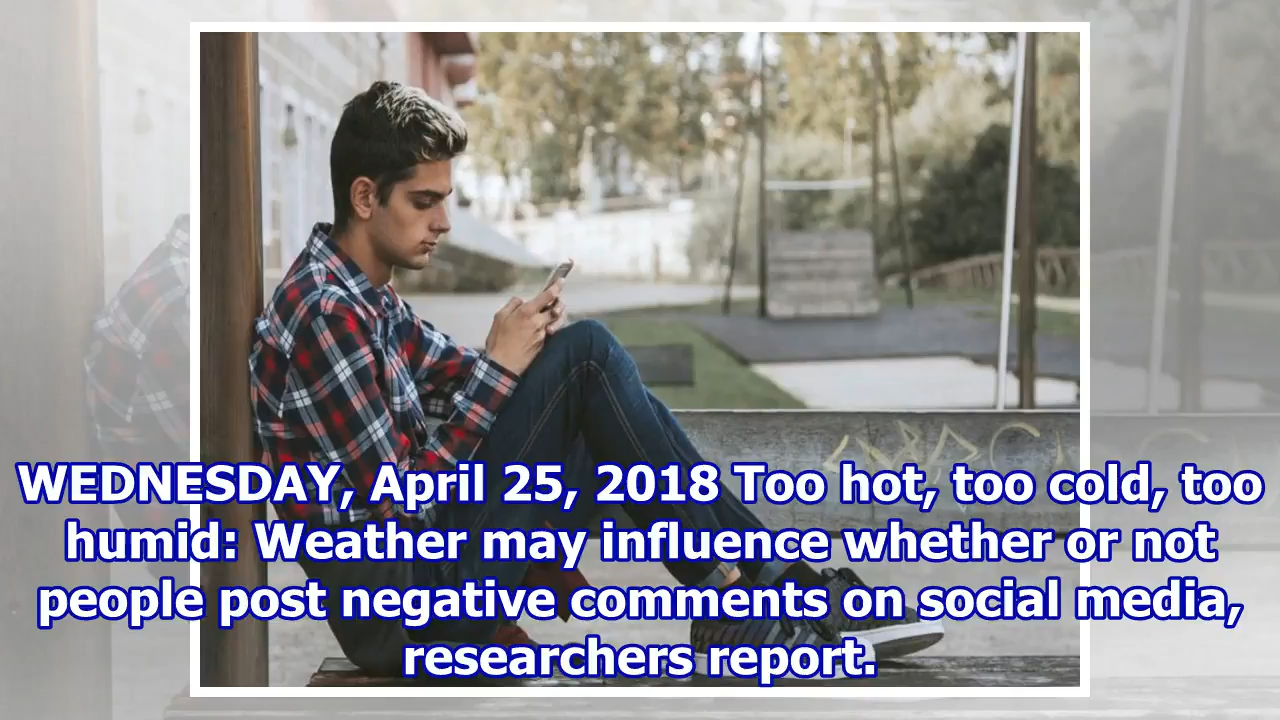 WEDNESDAY, April 25, 2018 Too hot, too cold, too
humid: Weather may influence whether or not
people post negative comments on social media,
researchers report.